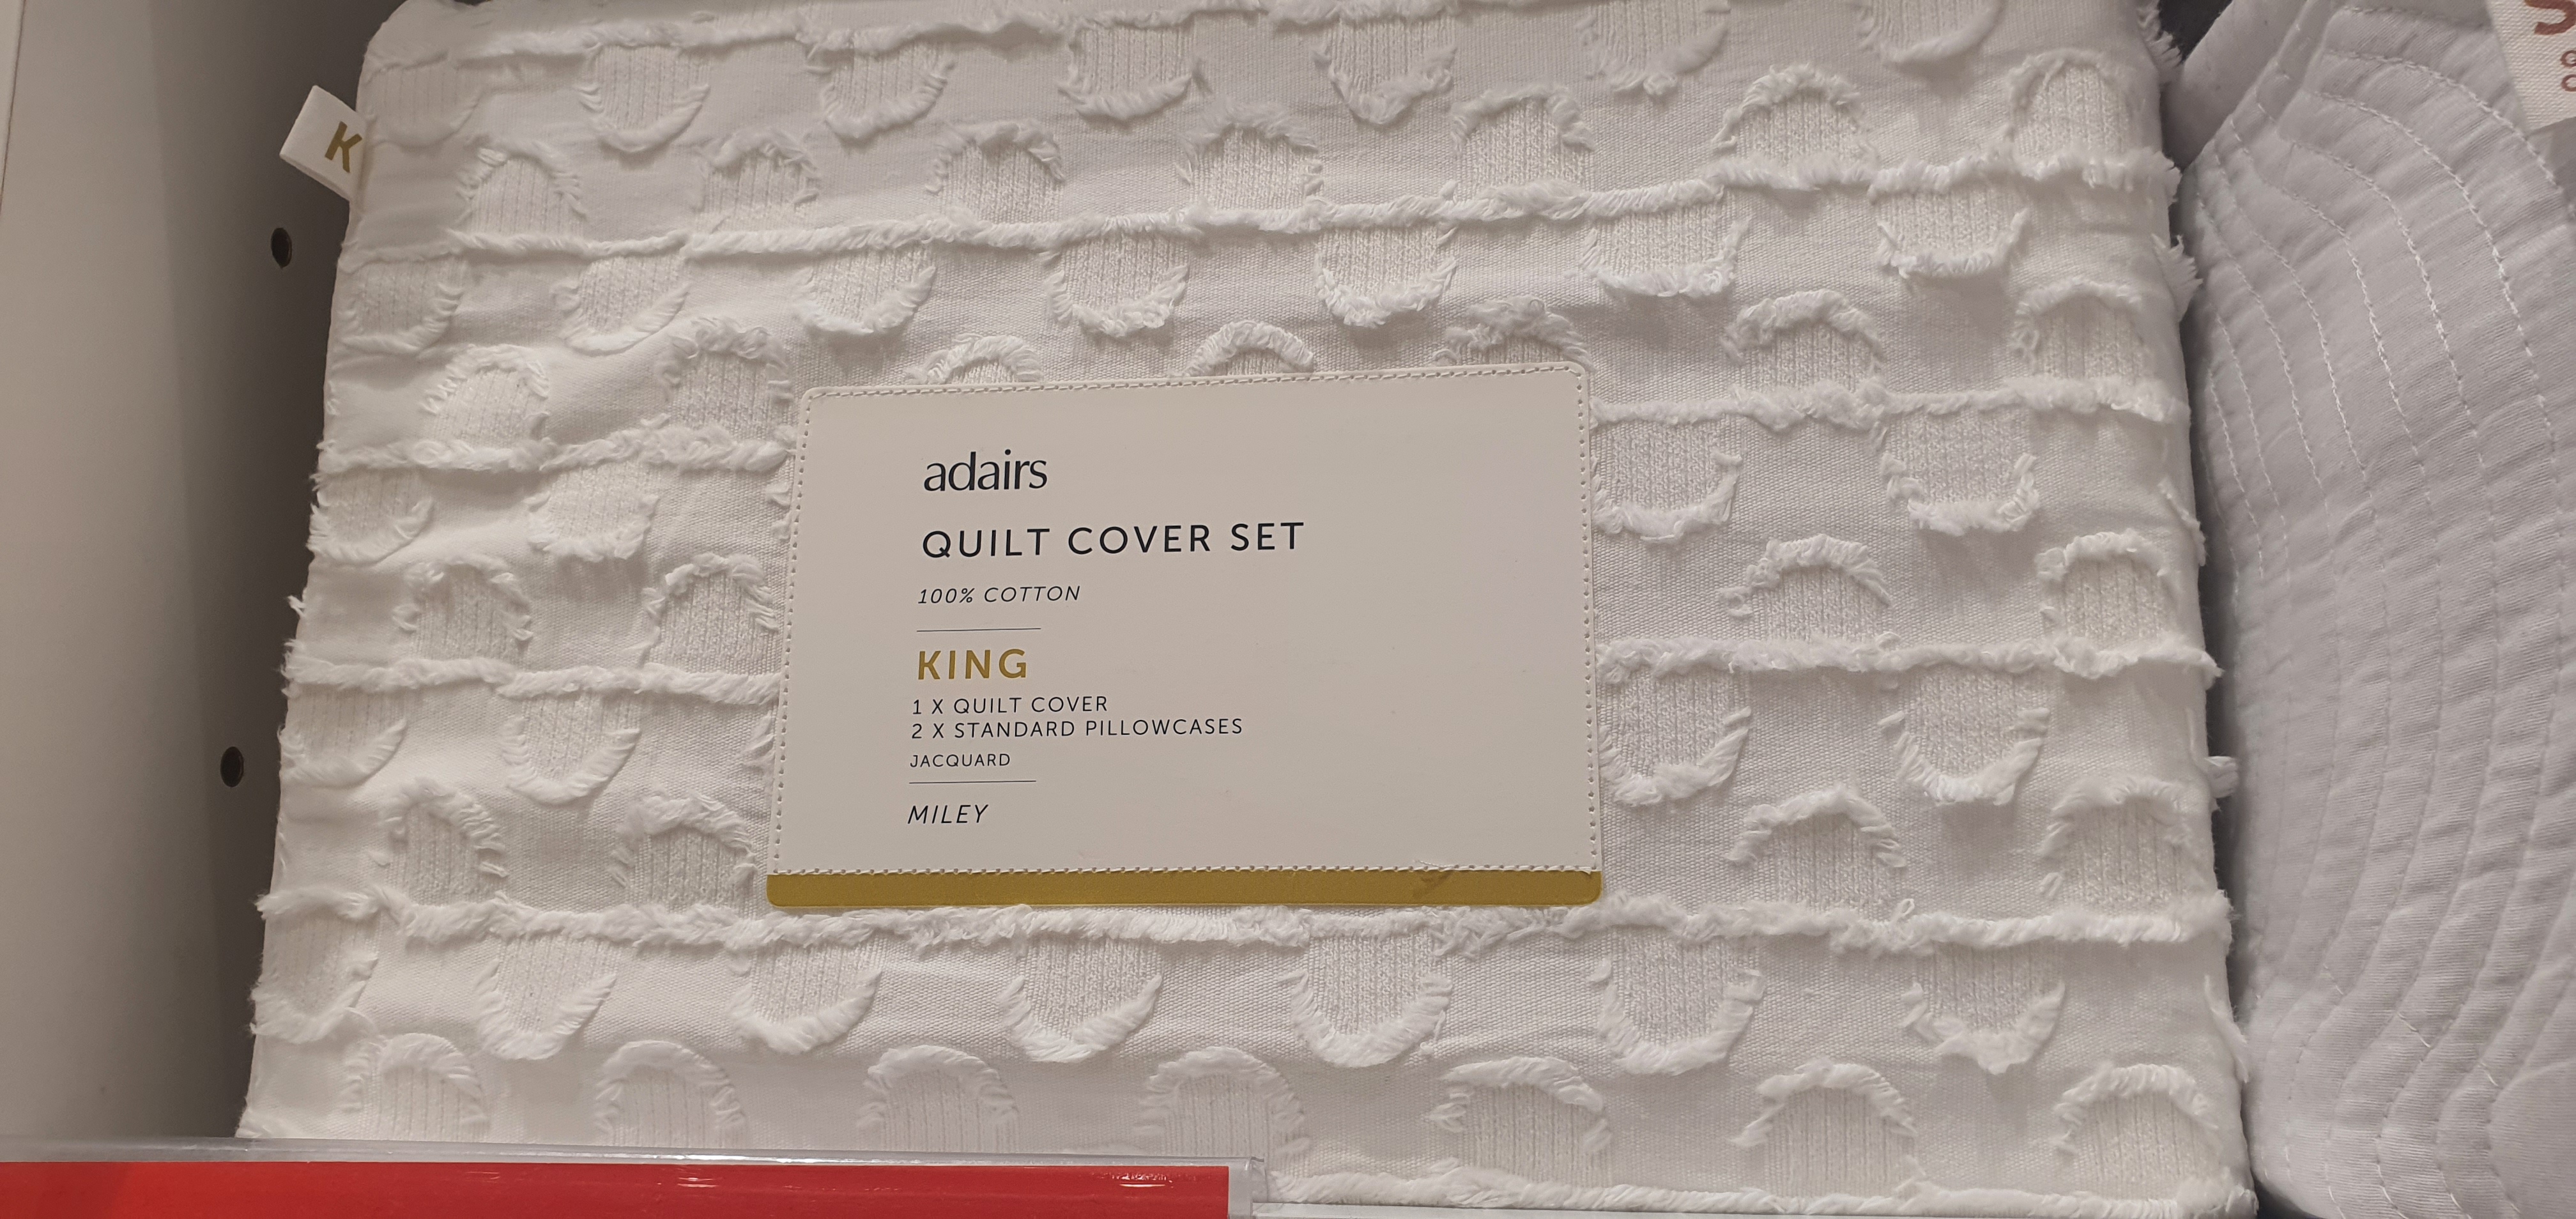 K
adairs
QUILT COVER SET
100% COTTON
KING
1 X QUILT COVER
2 X STANDARD PILLOWCASES
JACQUARD
MILEY